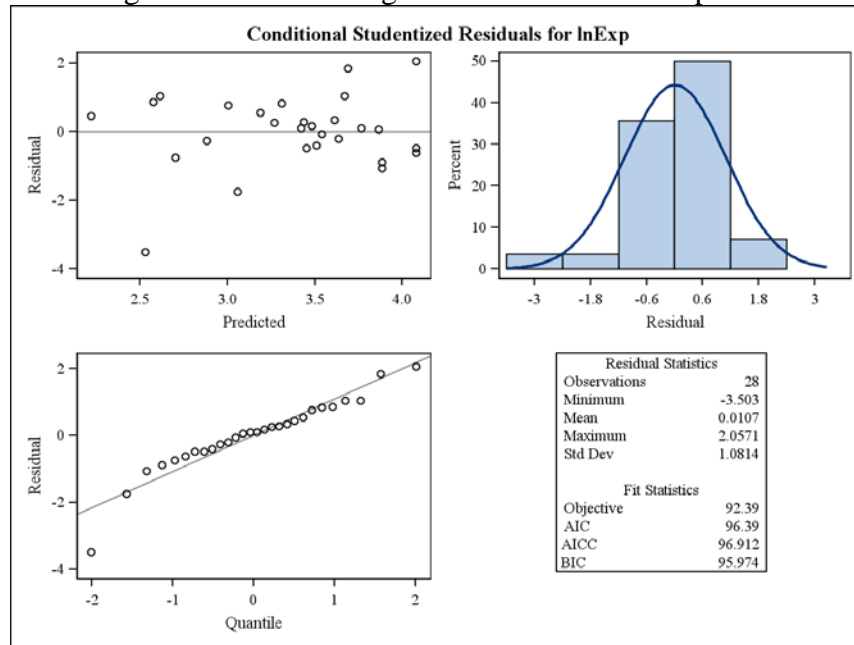 Conditional Studentized Residuals for lnExp
2
0
-2
-4
Residual
2.5 3.0 3.5 4.0
Predicted
50
40
30
20
10
0
Percent
-3 -1.8 -0.6 0.6 1.8 3
Residual
2
0
-2
-4
Residual
-2 -1 0 1 2
Quantile
Residual Statistics
Observations 28
Minimum -3.503
Mean 0.0107
Maximum 2.0571
Std Dev 1.0814
Fit Statistics
Objective 92.39
AIC 96.39
AICC 96.912
BIC 95.974